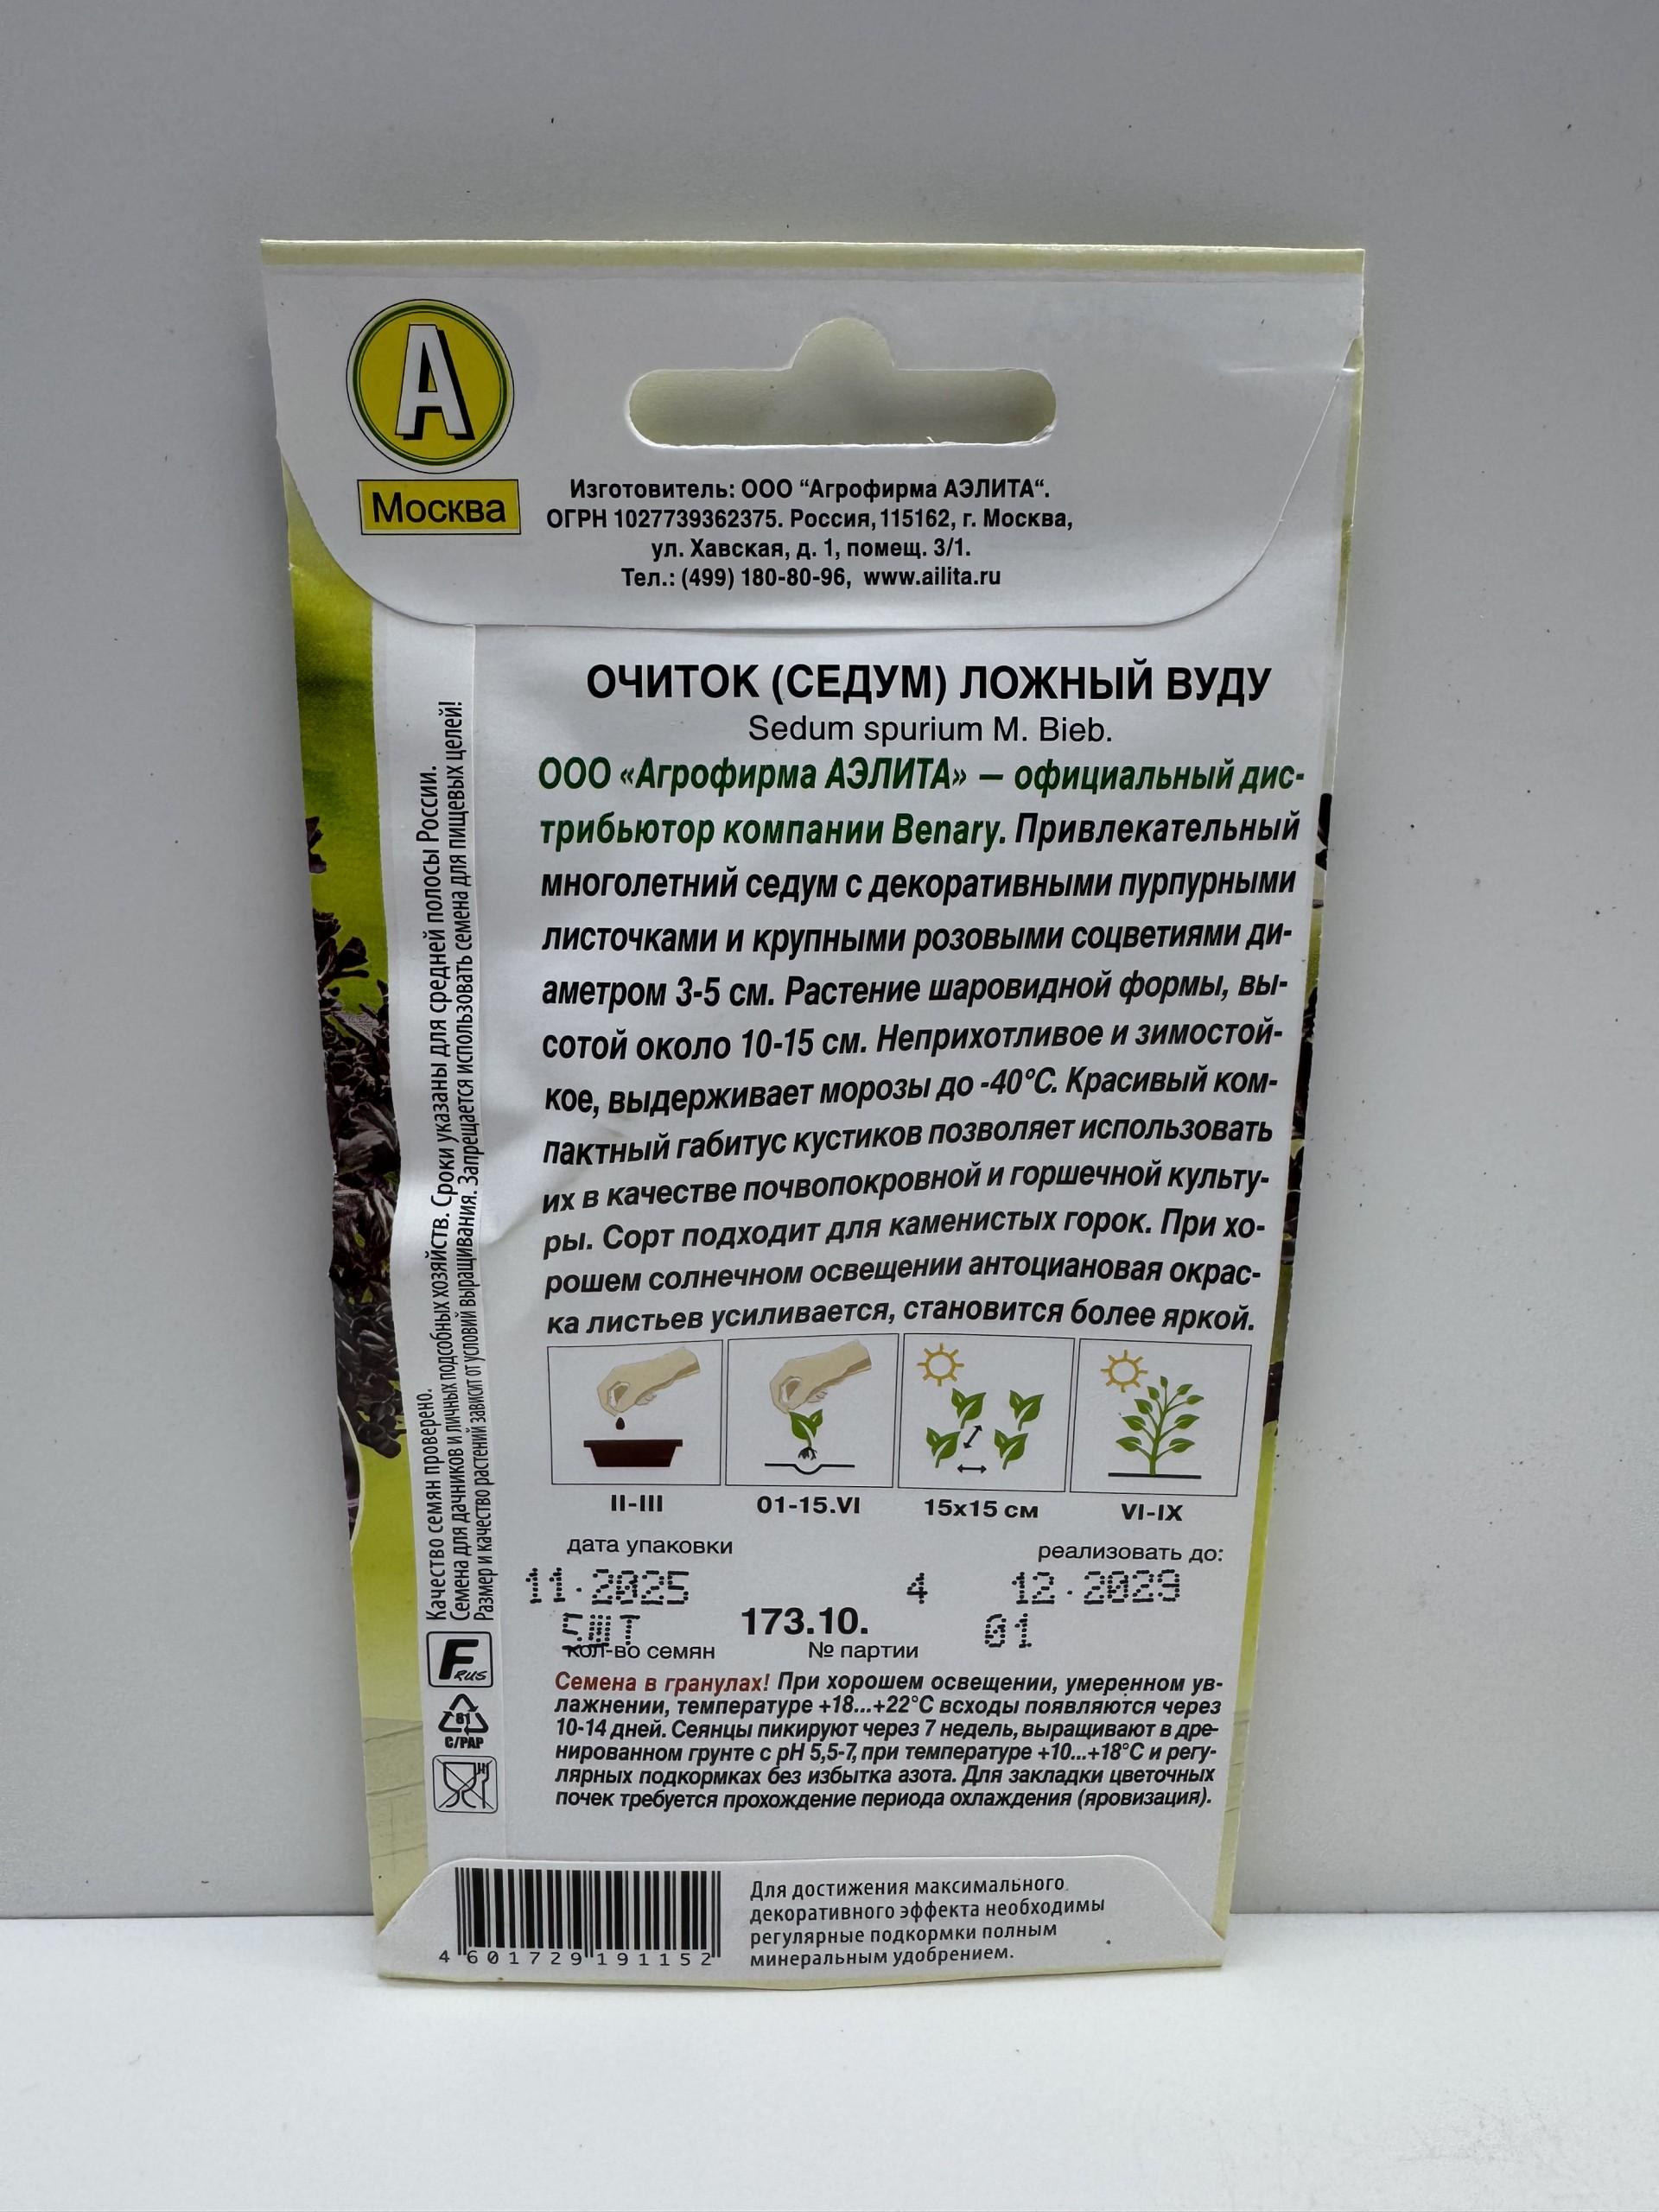 А
Москва
Изготовитель: ООО "Агрофирма АЭЛИТА".
ОГРН 1027739362375. Россия, 115162, г. Москва,
ул. Хавская, д. 1, помещ. 3/1.
Тел.: (499) 180-80-96, www.ailita.ru
ОЧИТОК (СЕДУМ) ЛОЖНЫЙ ВУДУ
Sedum spurium M. Bieb.
ООО «Агрофирма АЭЛИТА» — официальный дис-
трибьютор компании Benary. Привлекательный
многолетний седум с декоративными пурпурными
листочками и крупными розовыми соцветиями ди-
аметром 3-5 см. Растение шаровидной формы, вы-
сотой около 10-15 см. Неприхотливое и зимостой-
кое, выдерживает морозы до -40°С. Красивый ком-
пактный габитус кустиков позволяет использовать
их в качестве почвопокровной и горшечной культу-
ры. Сорт подходит для каменистых горок. При хо-
рошем солнечном освещении антоциановая окрас-
ка листьев усиливается, становится более яркой.
II-III
01-15.VI
15х15 см
VI-IX
дата упаковки
реализовать до:
11.2025
4
12.2029
5ШТ
173.10.
01
кол-во семян
№ партии
Семена в гранулах! При хорошем освещении, умеренном ув-
лажнении, температуре +18...+22°С всходы появляются через
10-14 дней. Сеянцы пикируют через 7 недель, выращивают в дре-
нированном грунте с pH 5,5-7, при температуре +10...+18°С и регу-
лярных подкормках без избытка азота. Для закладки цветочных
почек требуется прохождение периода охлаждения (яровизация).
Качество семян проверено.
Семена для дачников и личных подсобных хозяйств. Сроки указаны для средней полосы России.
Размер и качество растений зависит от условий выращивания. Запрещается использовать семена для пищевых целей!
F RUS
81
C/PAP
4 601729 191152
Для достижения максимального
декоративного эффекта необходимы
регулярные подкормки полным
минеральным удобрением.